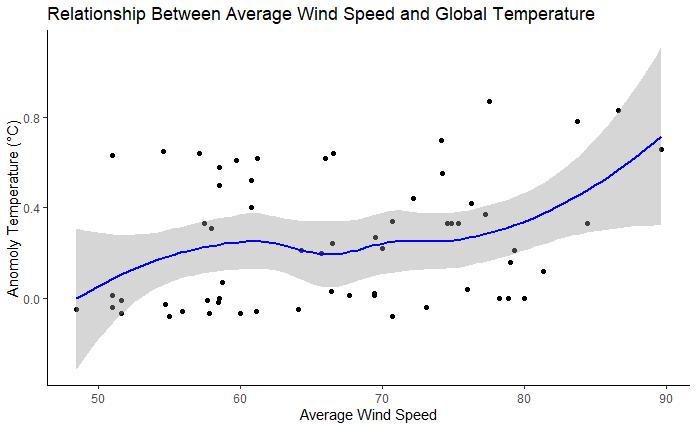 Relationship Between Average Wind Speed and Global Temperature
Anomoly Temperature (°C)
0.8
0.4
0.0
50 60 70 80 90
Average Wind Speed